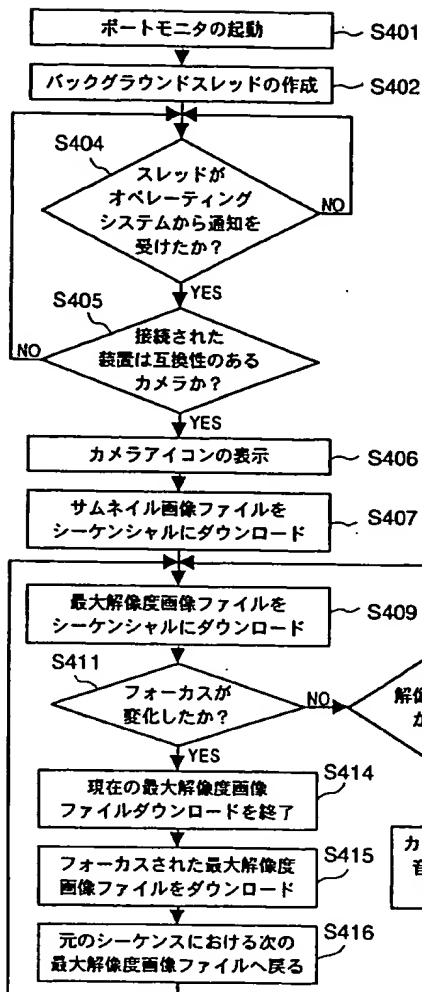 ポートモニタの起動
S401
バックグラウンドスレッドの作成
S402
S404
スレッドが
オペレーティング
システムから通知を
受けたか？
NO
YES
S405
接続された
装置は互換性のある
カメラか？
NO
YES
カメラアイコンの表示
S406
サムネイル画像ファイルを
シーケンシャルにダウンロード
S407
最大解像度画像ファイルを
シーケンシャルにダウンロード
S409
S411
フォーカスが
変化したか？
NO
解像
か
YES
現在の最大解像度画像
ファイルダウンロードを終了
S414
フォーカスされた最大解像度
画像ファイルをダウンロード
S415
カ
音
元のシーケンスにおける次の
最大解像度画像ファイルへ戻る
S416